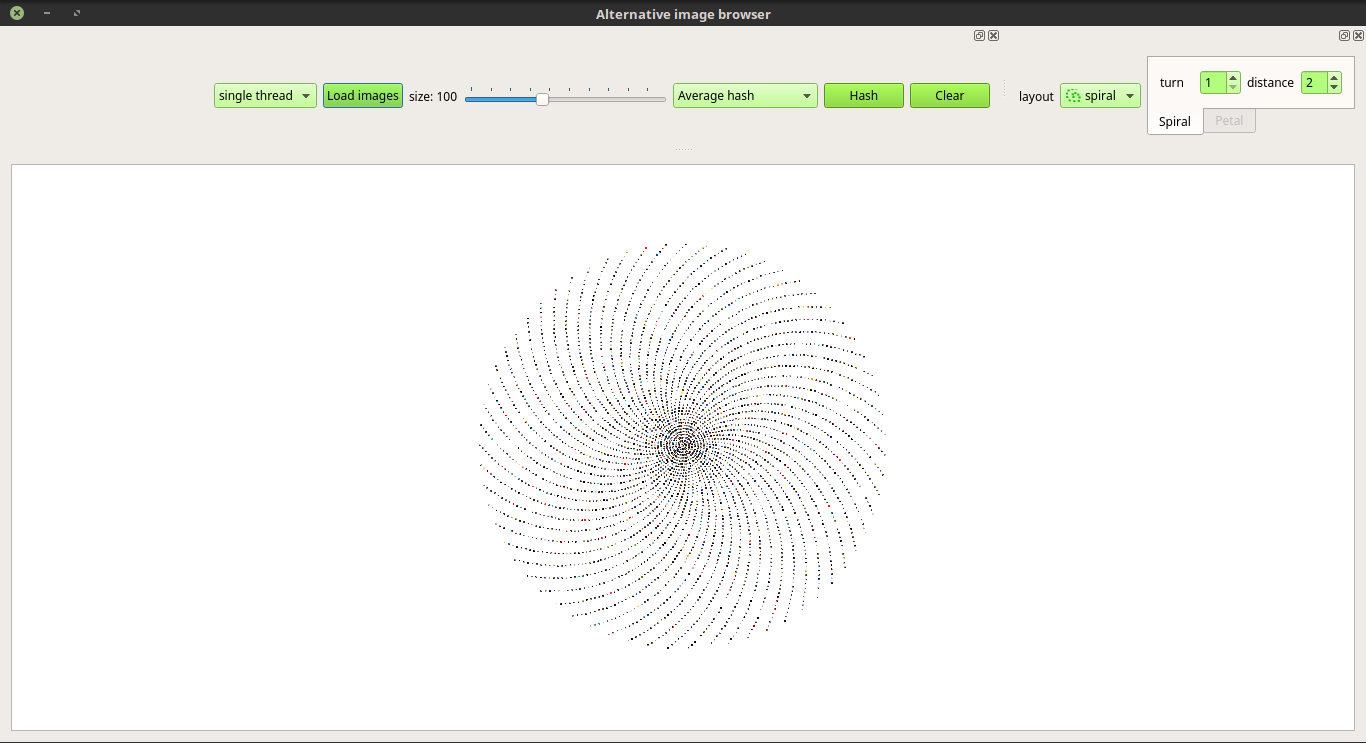 Alternative image browser
single thread
Load images
size: 100
Average hash
Hash
Clear
layout
spiral
turn
1
distance
2
Spiral
Petal